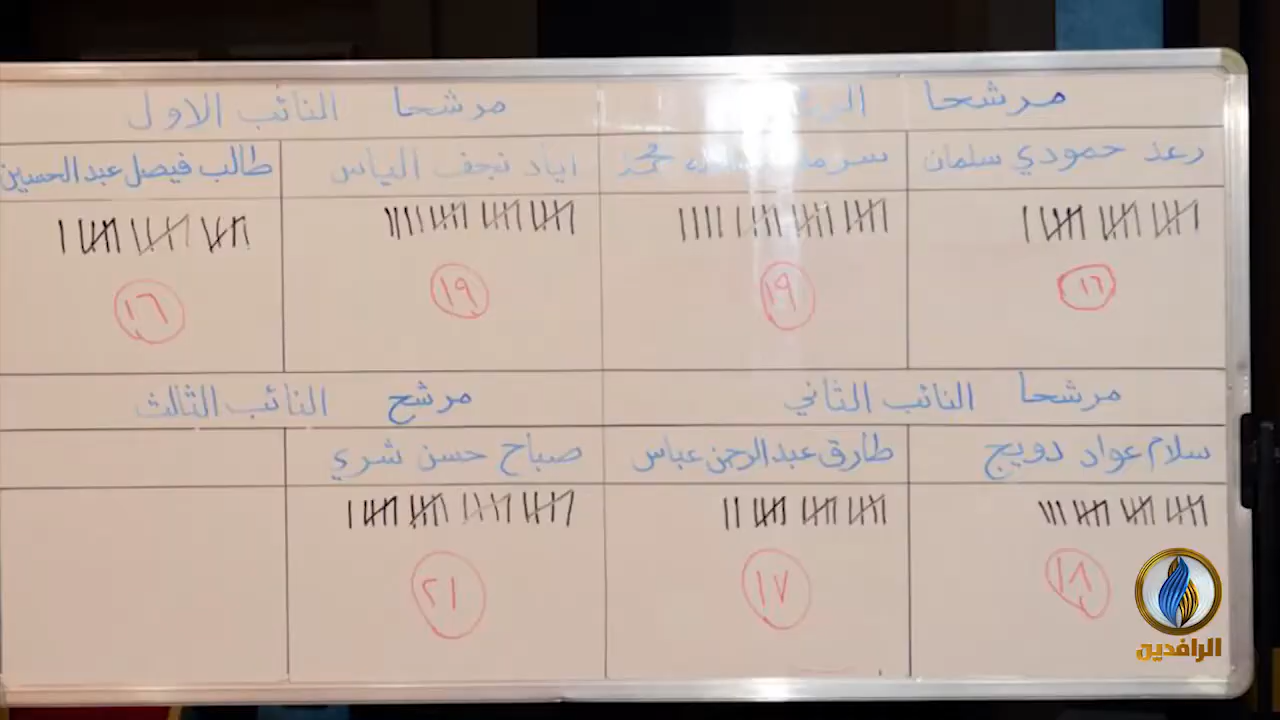 مرشحا
مرشحا النائب الاول
رعد حمودي سلمان
اياد نجف الياس
طالب فيصل عبد الحسين
١٦
١٩
١٩
١٦
مرشحا النائب الثاني
مرشح النائب الثالث
سلام عواد دويج
طارق عبد الرحمن عباس
صباح حسن شري
١٨
١٧
٢١
الرافدين